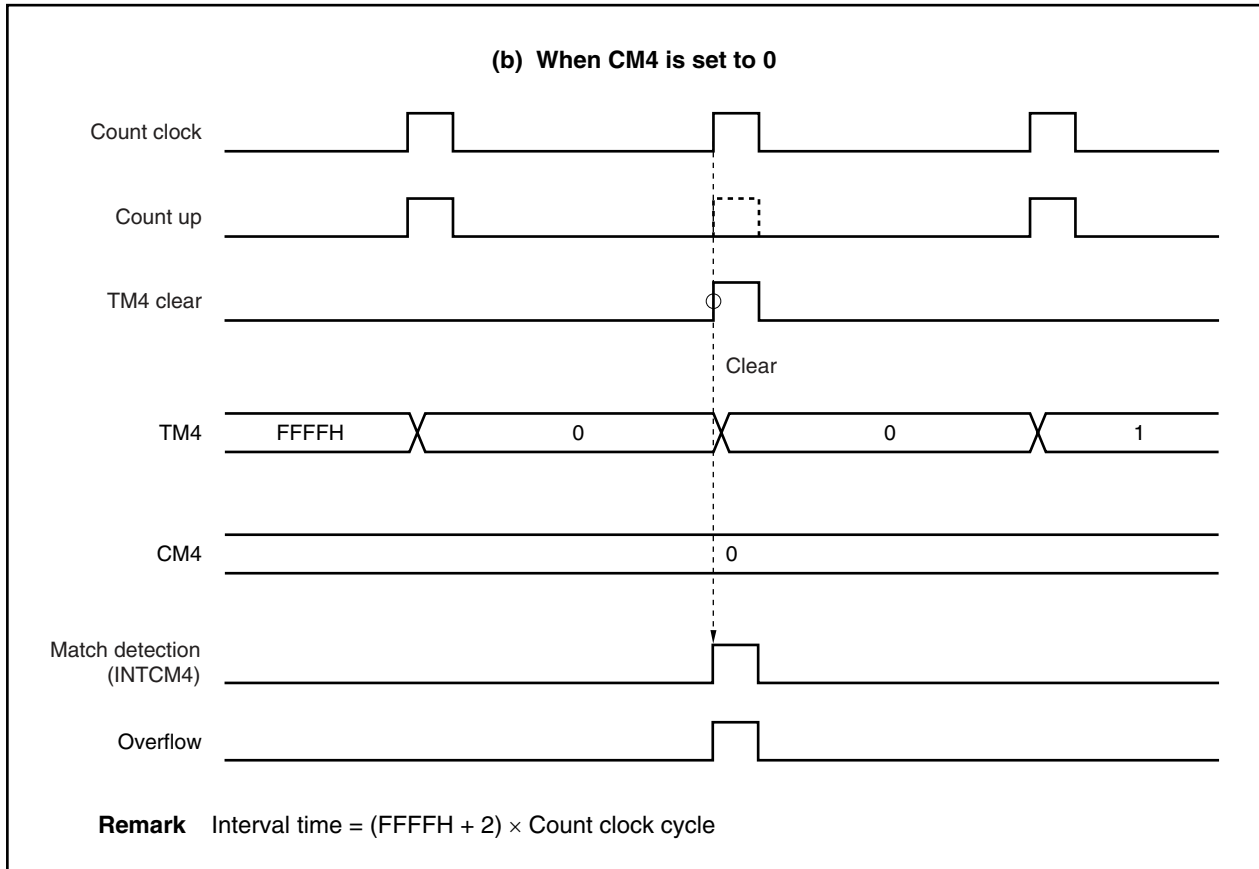 (b) When CM4 is set to 0
Count clock
Count up
TM4 clear
Clear
TM4
FFFFH
0
0
1
CM4
0
Match detection
(INTCM4)
Overflow
Remark Interval time = (FFFFH + 2) × Count clock cycle